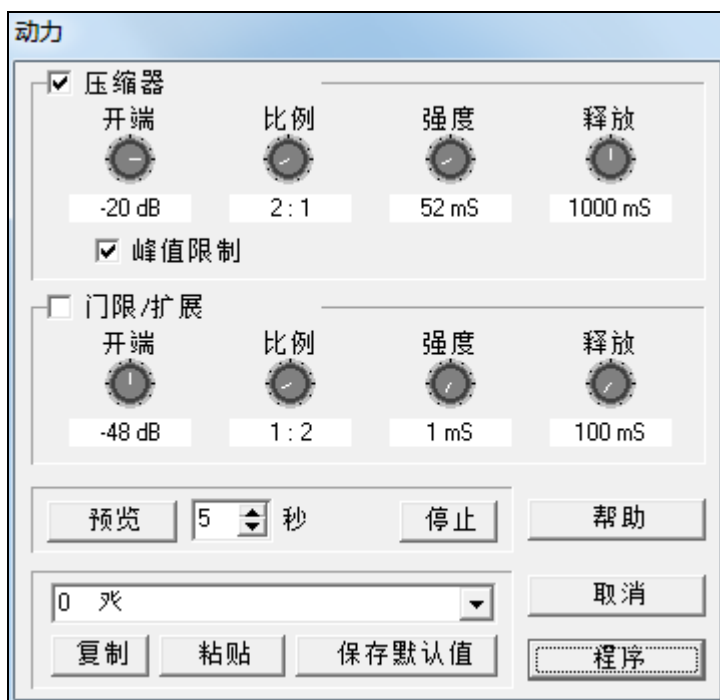 动力
压缩器
开端 比例 强度 释放
-20 dB 2 : 1 52 mS 1000 mS
峰值限制
门限/扩展
开端 比例 强度 释放
-48 dB 1 : 2 1 mS 100 mS
预览 5 秒 停止 帮助
0
取消
复制 粘贴 保存默认值 程序